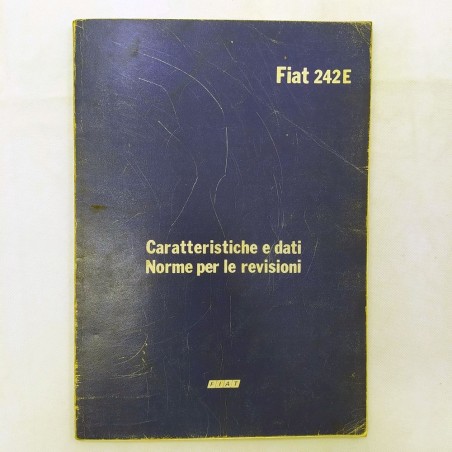 Fiat 242E
Caratteristiche e dati
Norme per le revisioni
FIAT